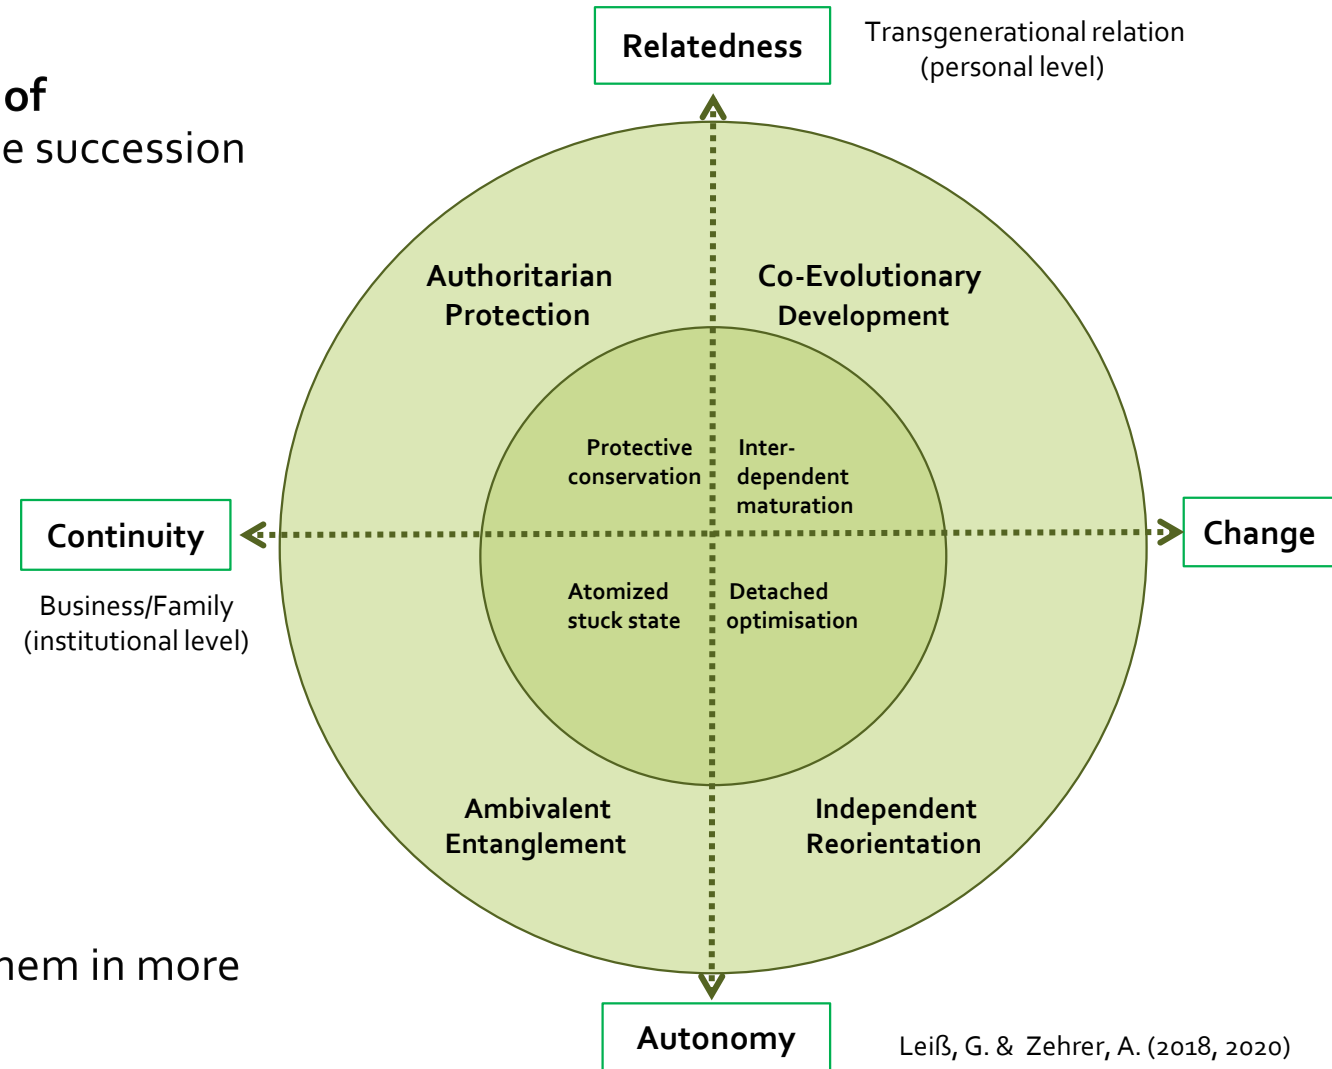 Relatedness
Transgenerational relation
(personal level)
of
e succession
Authoritarian
Protection
Co-Evolutionary
Development
Protective
conservation
Inter-
dependent
maturation
Continuity
Change
Business/Family
(institutional level)
Atomized
stuck state
Detached
optimisation
Ambivalent
Entanglement
Independent
Reorientation
hem in more
Autonomy
Leiß, G. & Zehrer, A. (2018, 2020)